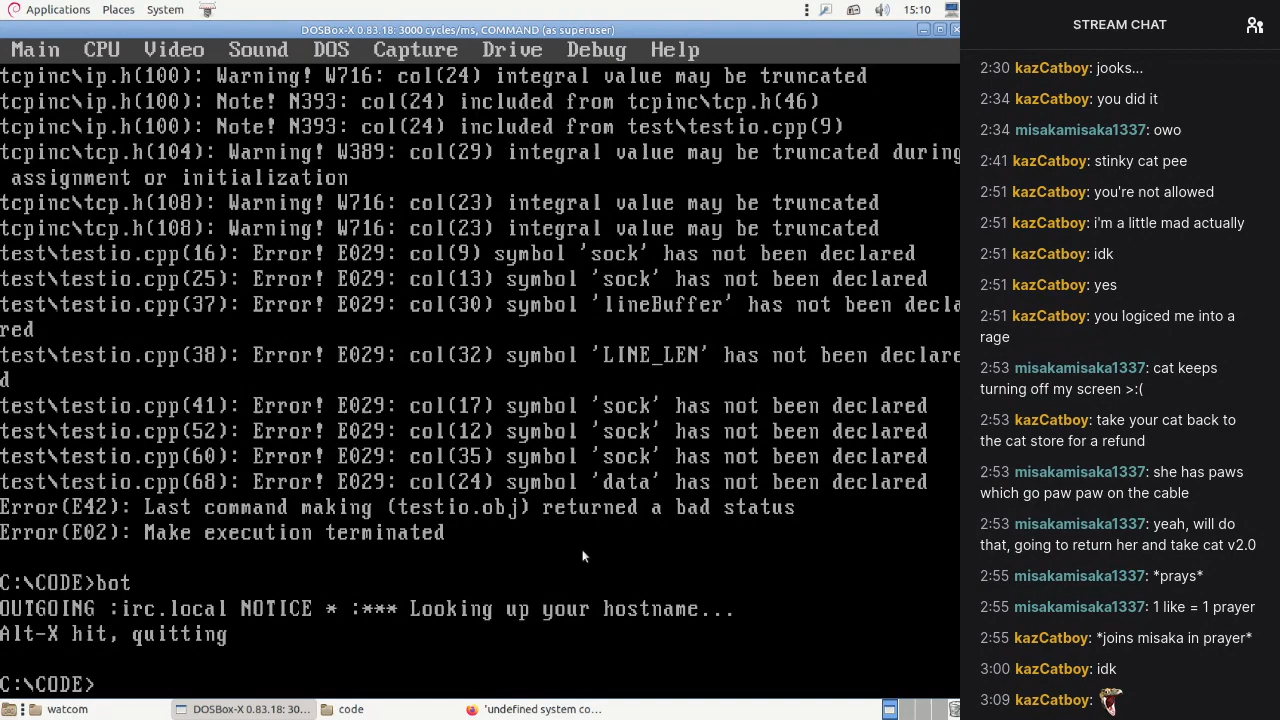 Applications Places System 15:10
DOSBox-X 0.83.18: 3000 cycles/ms, COMMAND (as superuser)
Main CPU Video Sound DOS Capture Drive Debug Help
tcpinc\ip.h(100): Warning! W716: col(24) integral value may be truncated
tcpinc\ip.h(100): Note! N393: col(24) included from tcpinc\tcp.h(46)
tcpinc\ip.h(100): Note! N393: col(24) included from test\testio.cpp(9)
tcpinc\tcp.h(104): Warning! W389: col(29) integral value may be truncated during
assignment or initialization
tcpinc\tcp.h(108): Warning! W716: col(23) integral value may be truncated
tcpinc\tcp.h(108): Warning! W716: col(23) integral value may be truncated
test\testio.cpp(16): Error! E029: col(9) symbol 'sock' has not been declared
test\testio.cpp(25): Error! E029: col(13) symbol 'sock' has not been declared
test\testio.cpp(37): Error! E029: col(30) symbol 'lineBuffer' has not been decla
red
test\testio.cpp(38): Error! E029: col(32) symbol 'LINE_LEN' has not been declare
d
test\testio.cpp(41): Error! E029: col(17) symbol 'sock' has not been declared
test\testio.cpp(52): Error! E029: col(12) symbol 'sock' has not been declared
test\testio.cpp(60): Error! E029: col(35) symbol 'sock' has not been declared
test\testio.cpp(68): Error! E029: col(24) symbol 'data' has not been declared
Error(E42): Last command making (testio.obj) returned a bad status
Error(E02): Make execution terminated
C:\CODE>bot
OUTGOING :irc.local NOTICE * :*** Looking up your hostname...
Alt-X hit, quitting
C:\CODE>
watcom DOSBox-X 0.83.18: 30... code 'undefined system co...
STREAM CHAT
2:30 kazCatboy: jooks...
2:34 kazCatboy: you did it
2:34 misakamisaka1337: owo
2:41 kazCatboy: stinky cat pee
2:51 kazCatboy: you're not allowed
2:51 kazCatboy: i'm a little mad actually
2:51 kazCatboy: idk
2:51 kazCatboy: yes
2:51 kazCatboy: you logiced me into a
rage
2:53 misakamisaka1337: cat keeps
turning off my screen >:(
2:53 kazCatboy: take your cat back to
the cat store for a refund
2:53 misakamisaka1337: she has paws
which go paw paw on the cable
2:53 misakamisaka1337: yeah, will do
that, going to return her and take cat v2.0
2:55 misakamisaka1337: *prays*
2:55 misakamisaka1337: 1 like = 1 prayer
2:55 kazCatboy: *joins misaka in prayer*
3:00 kazCatboy: idk
3:09 kazCatboy: